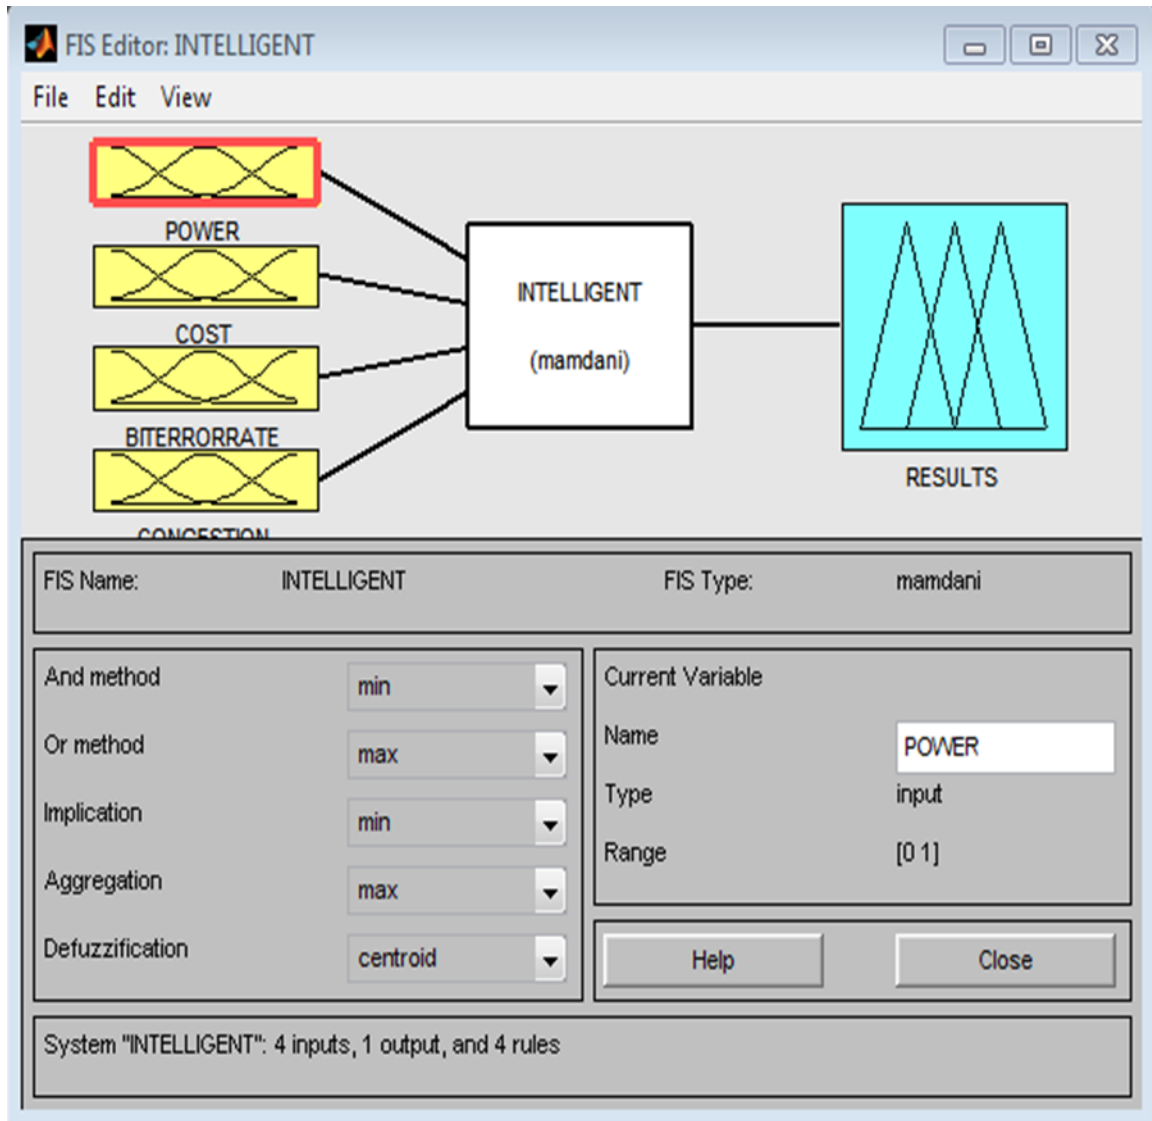 FIS Editor: INTELLIGENT
File Edit View
POWER
COST
BITERRORRATE
CONGESTION
INTELLIGENT
(mamdani)
RESULTS
FIS Name: INTELLIGENT FIS Type: mamdani
And method min
Or method max
Implication min
Aggregation max
Defuzzification centroid
Current Variable
Name POWER
Type input
Range [0 1]
Help Close
System "INTELLIGENT": 4 inputs, 1 output, and 4 rules